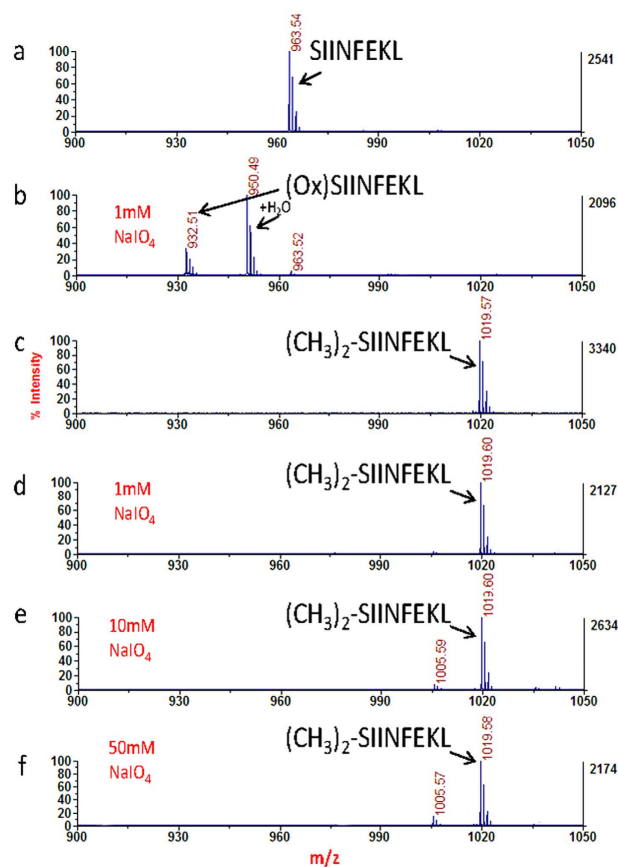 a
100
80
60
40
20
0
963.54
SIINFEKL
2541
900 930 960 990 1020 1050
b
1mM
NaIO4
100
80
60
40
20
0
932.51
950.49
(Ox)SIINFEKL
+H2O
963.52
2096
900 930 960 990 1020 1050
c
% Intensity
100
80
60
40
20
0
(CH3)2-SIINFEKL
1019.57
3340
900 930 960 990 1020 1050
d
1mM
NaIO4
100
80
60
40
20
0
(CH3)2-SIINFEKL
1019.60
2127
900 930 960 990 1020 1050
e
10mM
NaIO4
100
80
60
40
20
0
(CH3)2-SIINFEKL
1005.59
1019.60
2634
900 930 960 990 1020 1050
f
50mM
NaIO4
100
80
60
40
20
0
(CH3)2-SIINFEKL
1005.57
1019.58
2174
900 930 960 990 1020 1050
m/z